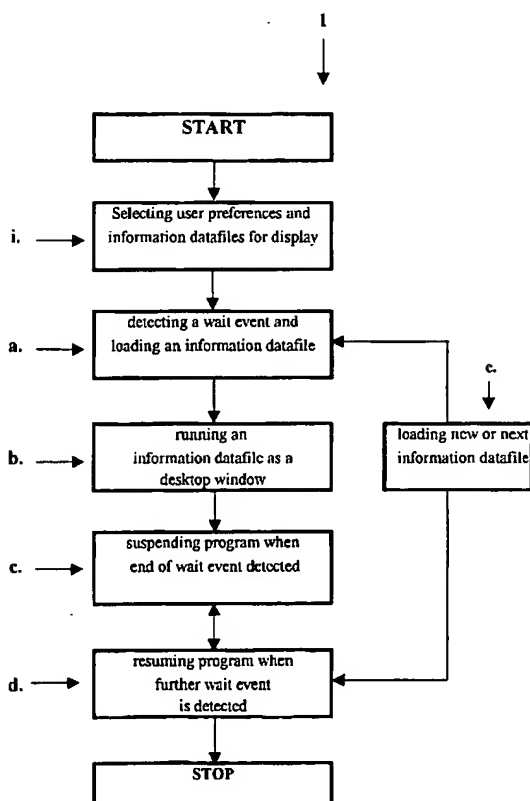 1
START
i.
Selecting user preferences and
information datafiles for display
a.
detecting a wait event and
loading an information datafile
e.
b.
running an
information datafile as a
desktop window
loading new or next
information datafile
c.
suspending program when
end of wait event detected
d.
resuming program when
further wait event
is detected
STOP